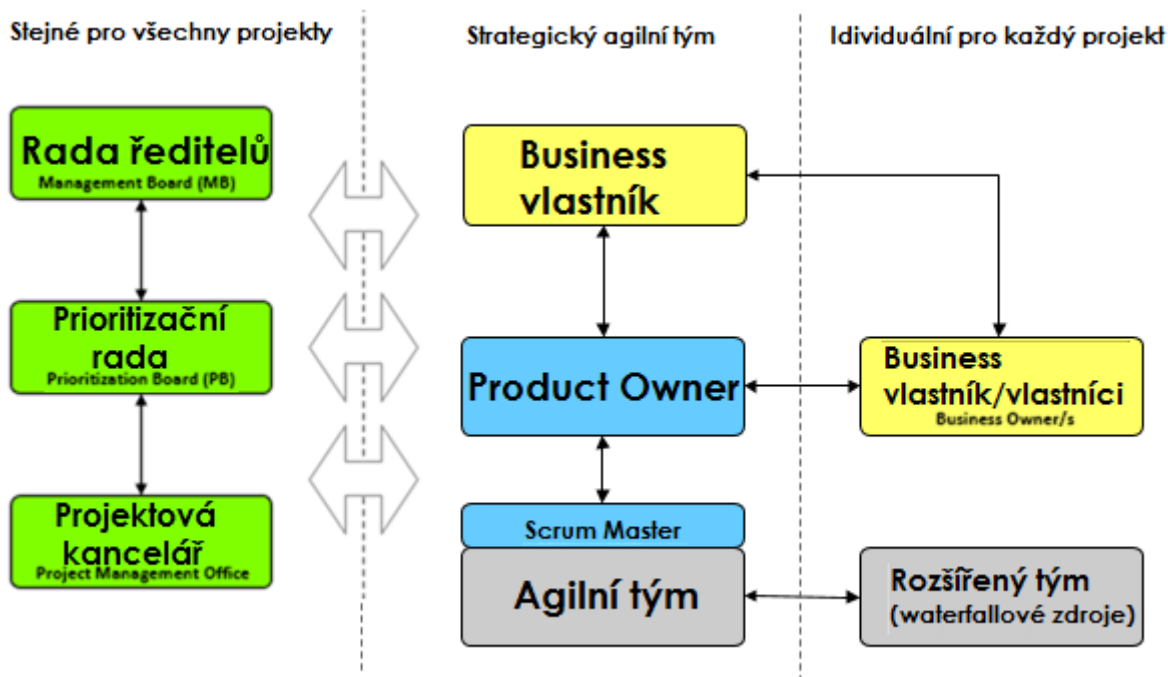 Stejné pro všechny projekty
Strategický agilní tým
Idividuální pro každý projekt
Rada ředitelů
Management Board (MB)
Prioritizační
rada
Prioritization Board (PB)
Projektová
kancelář
Project Management Office
Business
vlastník
Product Owner
Scrum Master
Agilní tým
Business
vlastník/vlastníci
Business Owner/s
Rozšířený tým
(waterfallové zdroje)